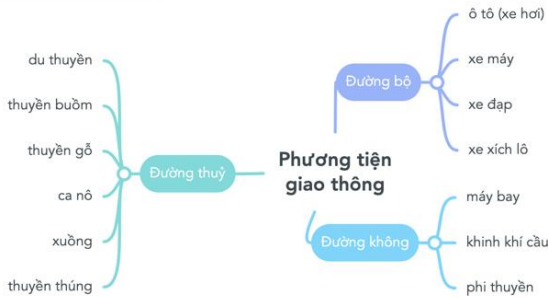 Phương tiện
giao thông
Đường bộ
ô tô (xe hơi)
xe máy
xe đạp
xe xích lô
Đường không
máy bay
khinh khí cầu
phi thuyền
Đường thuỷ
du thuyền
thuyền buồm
thuyền gỗ
ca nô
xuồng
thuyền thúng